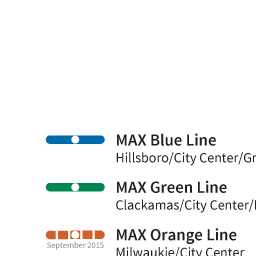 MAX Blue Line
Hillsboro/City Center/Gr
MAX Green Line
Clackamas/City Center/
MAX Orange Line
September 2015
Milwaukie/City Center